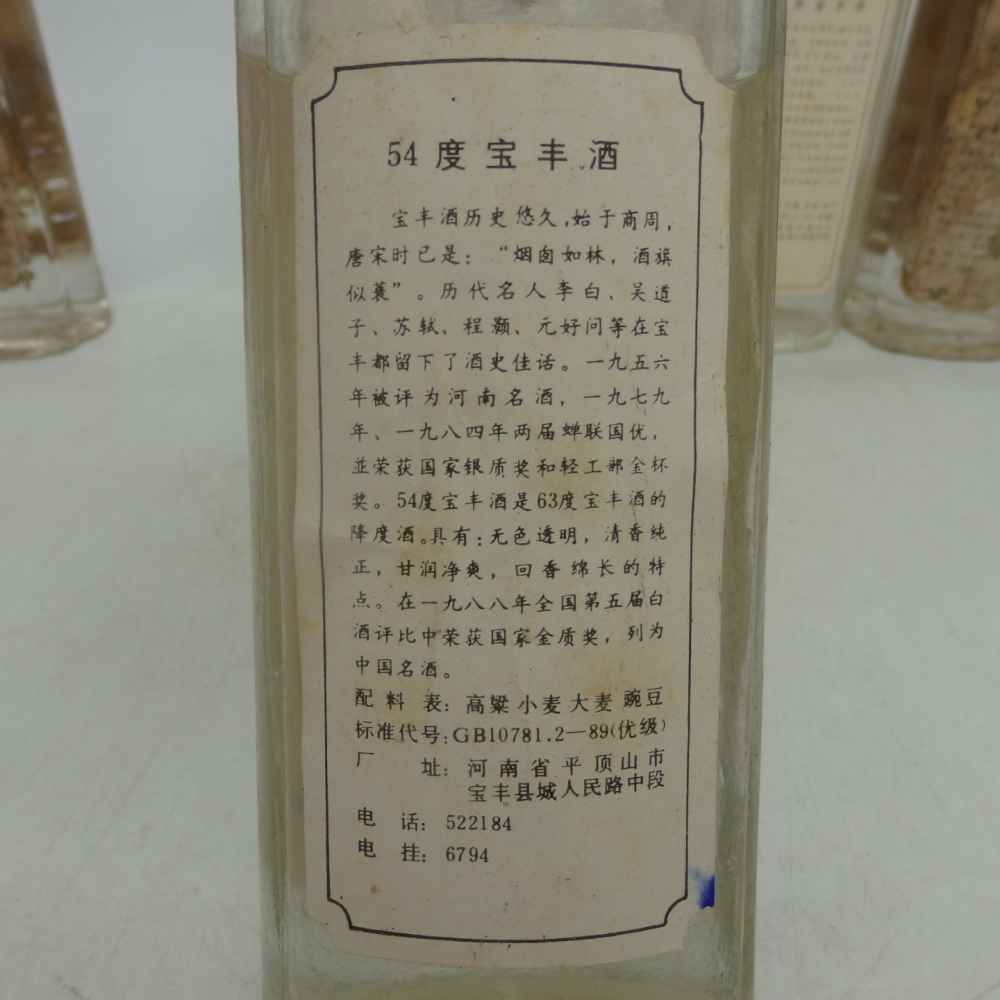 54度宝丰酒
宝丰酒历史悠久，始于商周，
唐宋时已是：“烟囱如林，酒旗
似蓑”。历代名人李白、吴道
子、苏轼、程颢、元好问等在宝
丰都留下了酒史佳话。一九五六
年被评为河南名酒，一九七九
年、一九八四年两届蝉联国优，
並荣获国家银质奖和轻工部金杯
奖。54度宝丰酒是63度宝丰酒的
降度酒。具有：无色透明，清香纯
正，甘润净爽，回香绵长的特
点。在一九八八年全国第五届白
酒评比中荣获国家金质奖，列为
中国名酒。
配料表：高粱小麦大麦豌豆
标准代号：GB10781.2—89(优级)
厂址：河南省平顶山市
宝丰县城人民路中段
电话：522184
电挂：6794